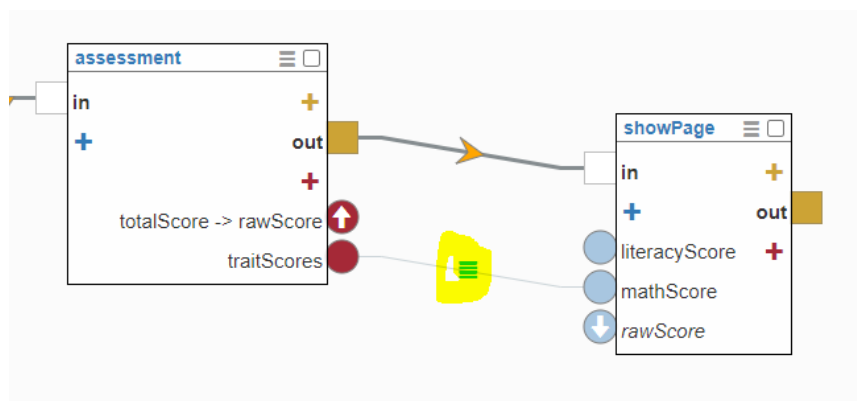 assessment
in
out
totalScore -> rawScore
traitScores
showPage
in
out
literacyScore
mathScore
rawScore